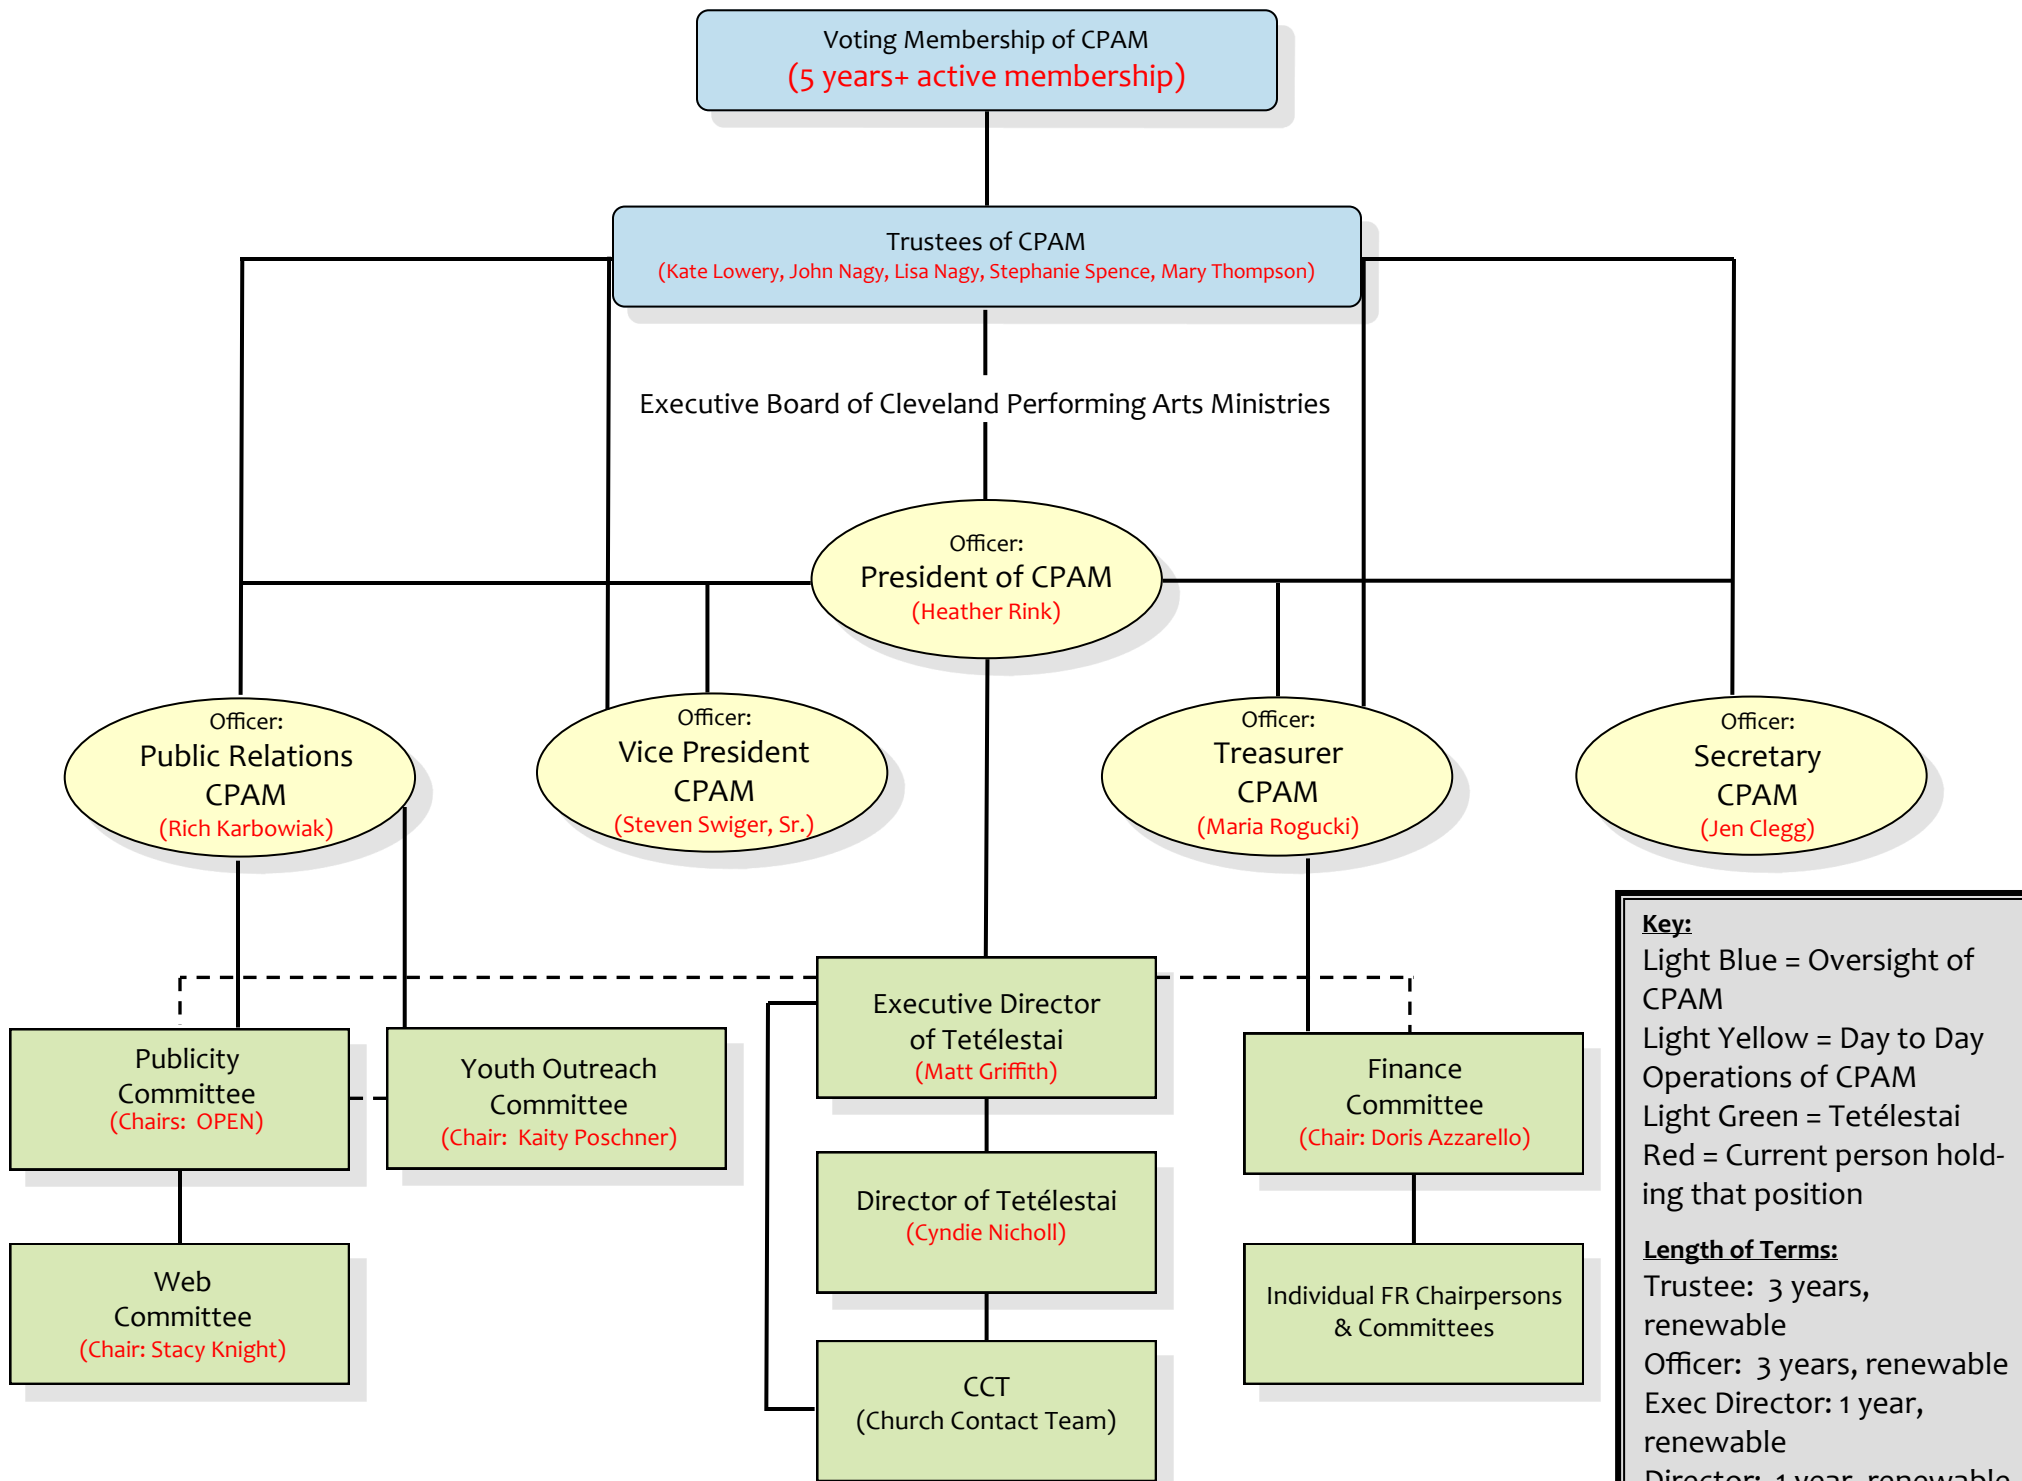 Voting Membership of CPAM
(5 years+ active membership)
Trustees of CPAM
(Kate Lowery, John Nagy, Lisa Nagy, Stephanie Spence, Mary Thompson)
Executive Board of Cleveland Performing Arts Ministries
Officer:
President of CPAM
(Heather Rink)
Officer:
Public Relations
CPAM
(Rich Karbowiak)
Officer:
Vice President
CPAM
(Steven Swiger, Sr.)
Officer:
Treasurer
CPAM
(Maria Rogucki)
Officer:
Secretary
CPAM
(Jen Clegg)
Executive Director
of Tetélestai
(Matt Griffith)
Publicity
Committee
(Chairs:  OPEN)
Youth Outreach
Committee
(Chair:  Kaity Poschner)
Finance
Committee
(Chair: Doris Azzarello)
Director of Tetélestai
(Cyndie Nicholl)
Web
Committee
(Chair: Stacy Knight)
Individual FR Chairpersons
& Committees
CCT
(Church Contact Team)
Key:
Light Blue = Oversight of
CPAM
Light Yellow = Day to Day
Operations of CPAM
Light Green = Tetélestai
Red = Current person hold-
ing that position
Length of Terms:
Trustee:  3 years,
renewable
Officer:  3 years, renewable
Exec Director: 1 year,
renewable
Director:  1 year, renewable